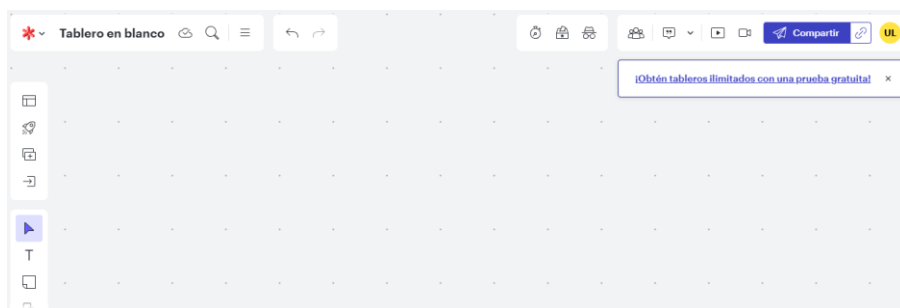 Tablero en blanco
Compartir
UL
¡Obtén tableros ilimitados con una prueba gratuita!
T